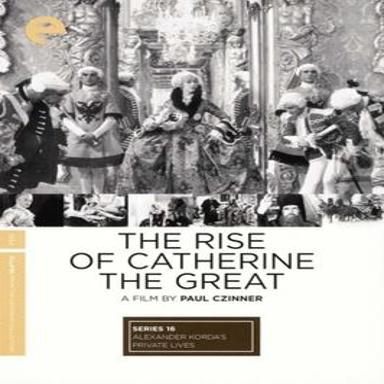 THE RISE
OF CATHERINE
THE GREAT
A FILM BY PAUL CZINNER
SERIES 16
ALEXANDER KORDA'S
PRIVATE LIVES